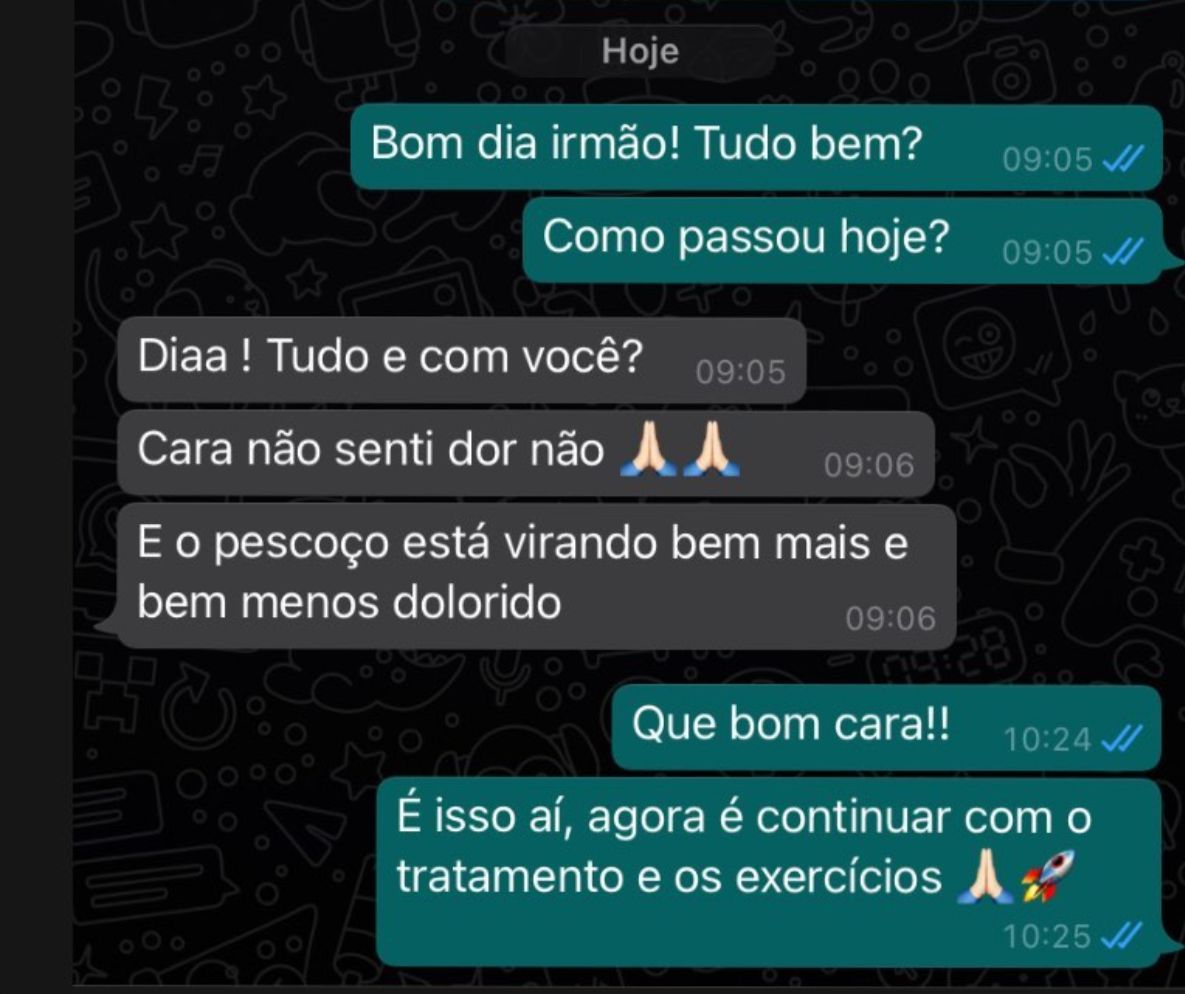 Hoje
Bom dia irmão! Tudo bem? 09:05
Como passou hoje? 09:05
Diaa ! Tudo e com você? 09:05
Cara não senti dor não 🙏🏻🙏🏻 09:06
E o pescoço está virando bem mais e
bem menos dolorido 09:06
Que bom cara!! 10:24
É isso aí, agora é continuar com o
tratamento e os exercícios 🙏🏻🚀
10:25